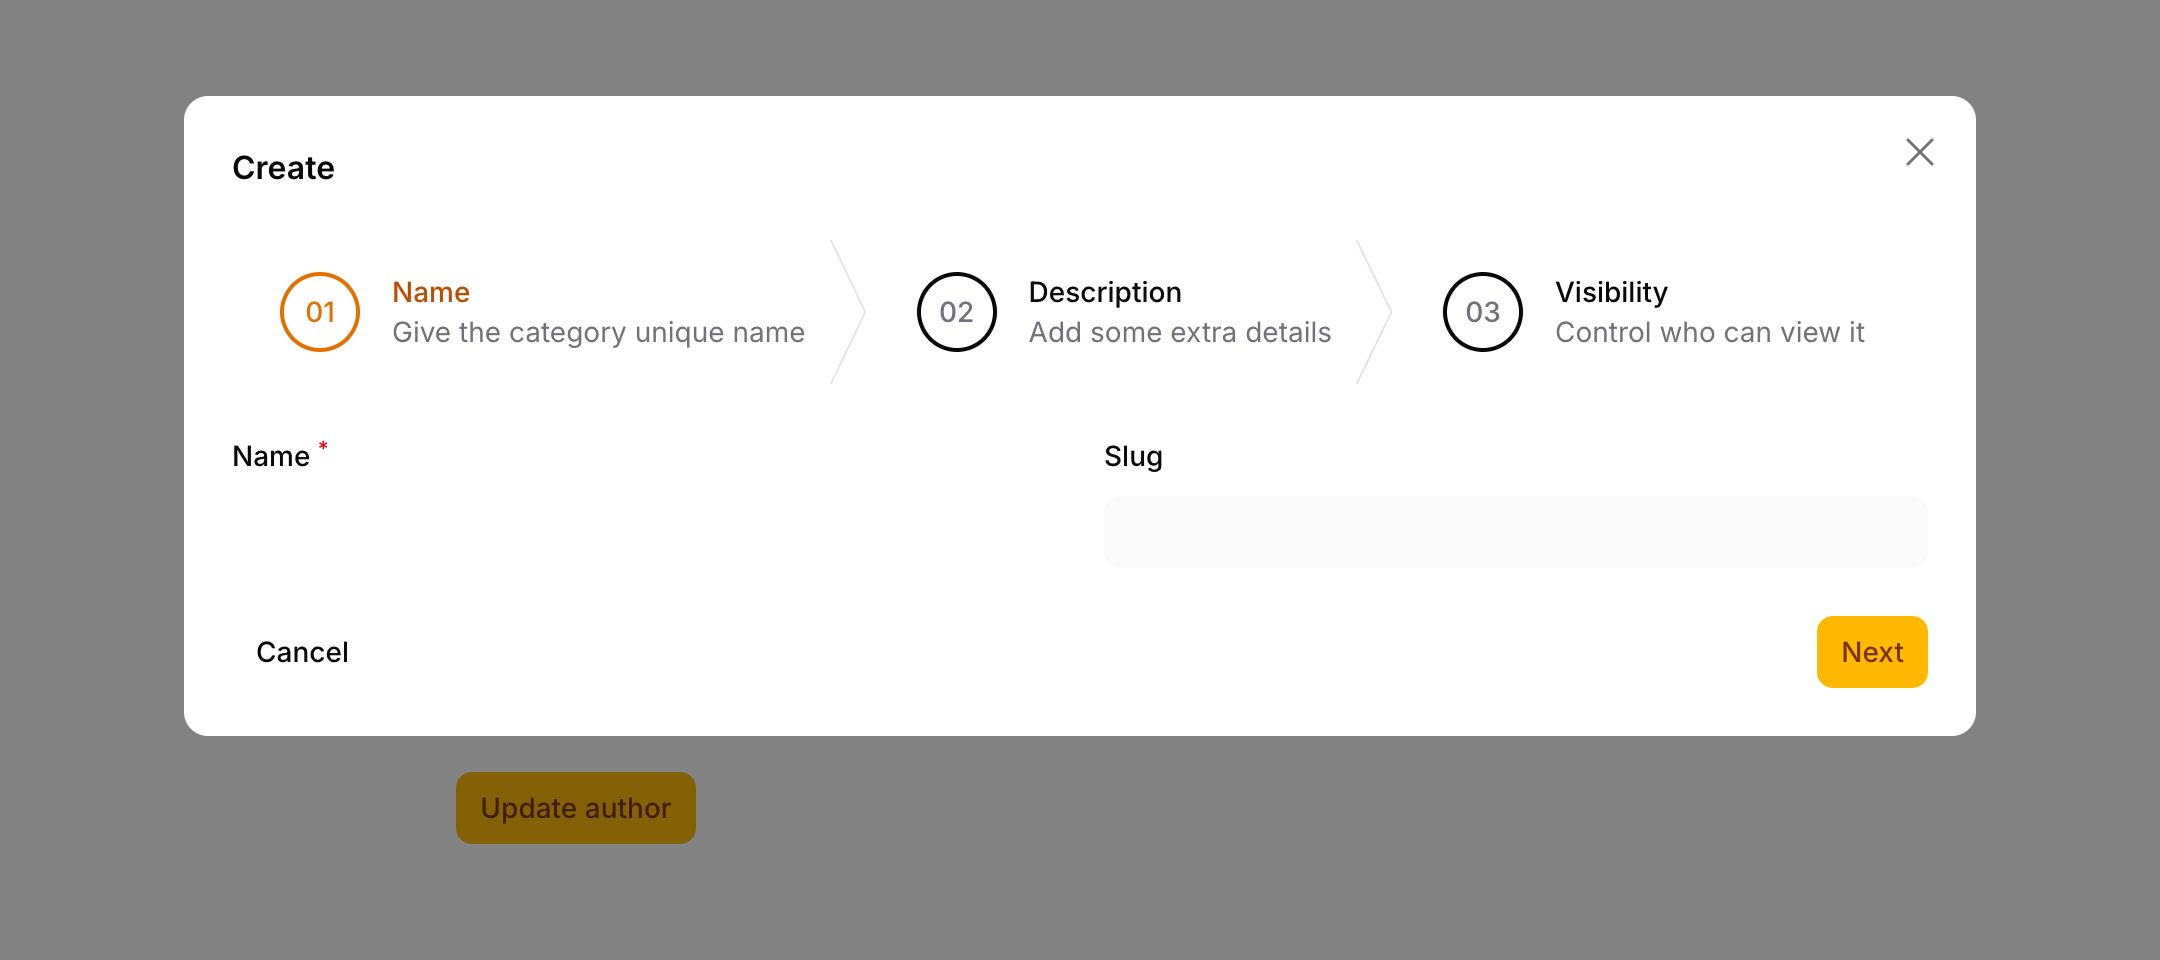 Create
01
Name
Give the category unique name
02
Description
Add some extra details
03
Visibility
Control who can view it
Name *
Slug
Cancel
Next
Update author